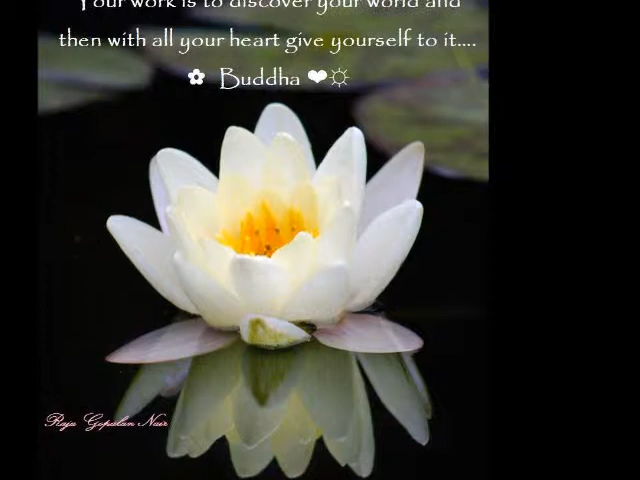 Your work is to discover your world and
then with all your heart give yourself to it....
✿ Buddha ❤☼
Raja Gopalan Nair